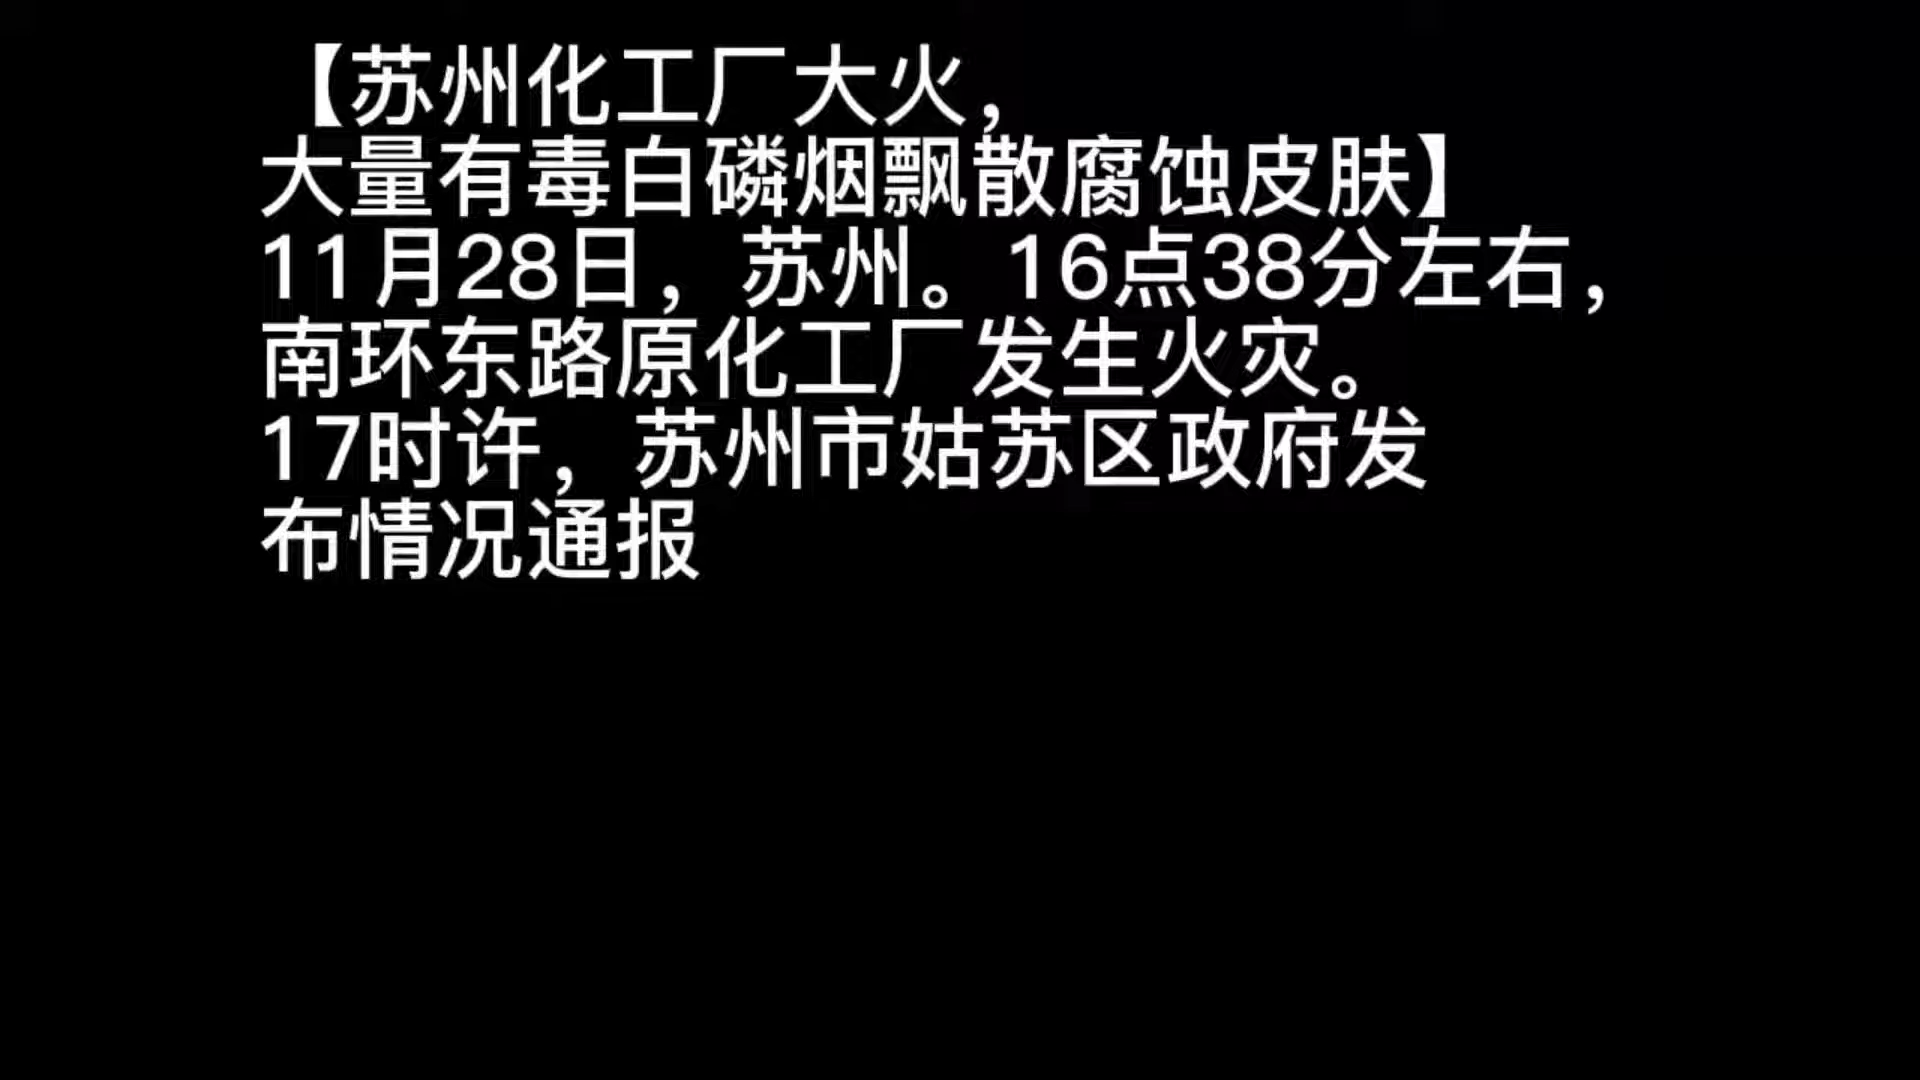 【苏州化工厂大火，
大量有毒白磷烟飘散腐蚀皮肤】
11月28日，苏州。16点38分左右，
南环东路原化工厂发生火灾。
17时许，苏州市姑苏区政府发
布情况通报